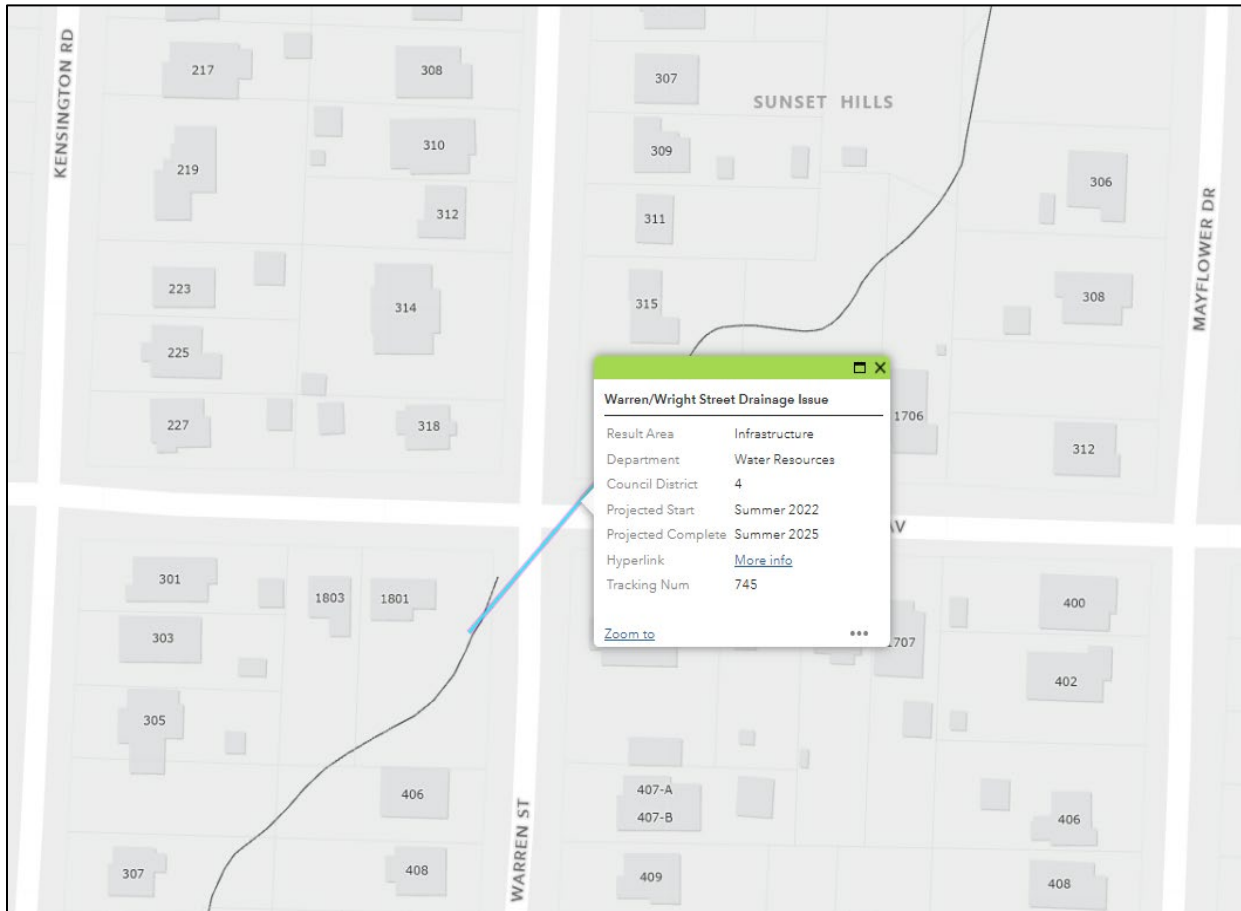 KENSINGTON RD
217
308
307
SUNSET HILLS
219
310
309
306
312
311
MAYFLOWER DR
223
314
315
308
225
227
318
1706
312
Warren/Wright Street Drainage Issue
Result Area Infrastructure
Department Water Resources
Council District 4
Projected Start Summer 2022
Projected Complete Summer 2025
Hyperlink More info
Tracking Num 745
Zoom to
AV
301
1803
1801
400
303
1707
402
305
406
407-A
407-B
406
WARREN ST
307
408
409
408